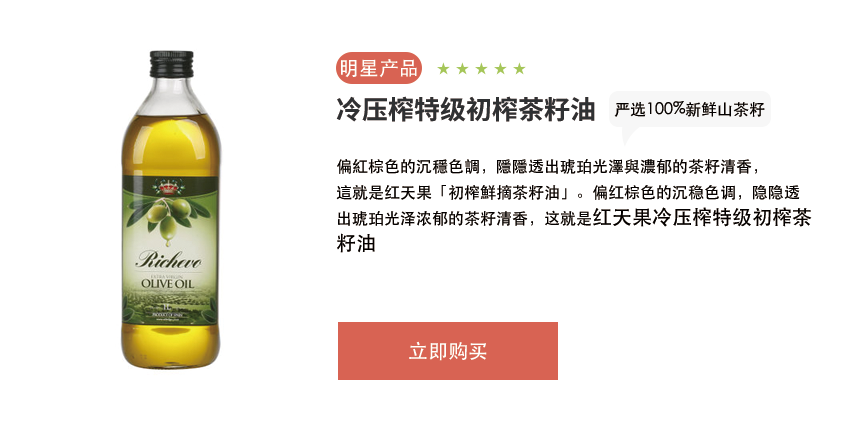 明星产品
冷压榨特级初榨茶籽油
严选100%新鲜山茶籽
偏紅棕色的沉穩色調，隱隱透出琥珀光澤與濃郁的茶籽清香，
這就是红天果「初榨鮮摘茶籽油」。偏红棕色的沉稳色调，隐隐透
出琥珀光泽浓郁的茶籽清香，这就是红天果冷压榨特级初榨茶
籽油
立即购买
Richevo
EXTRA VIRGIN
OLIVE OIL
PRODUCT OF SPAIN